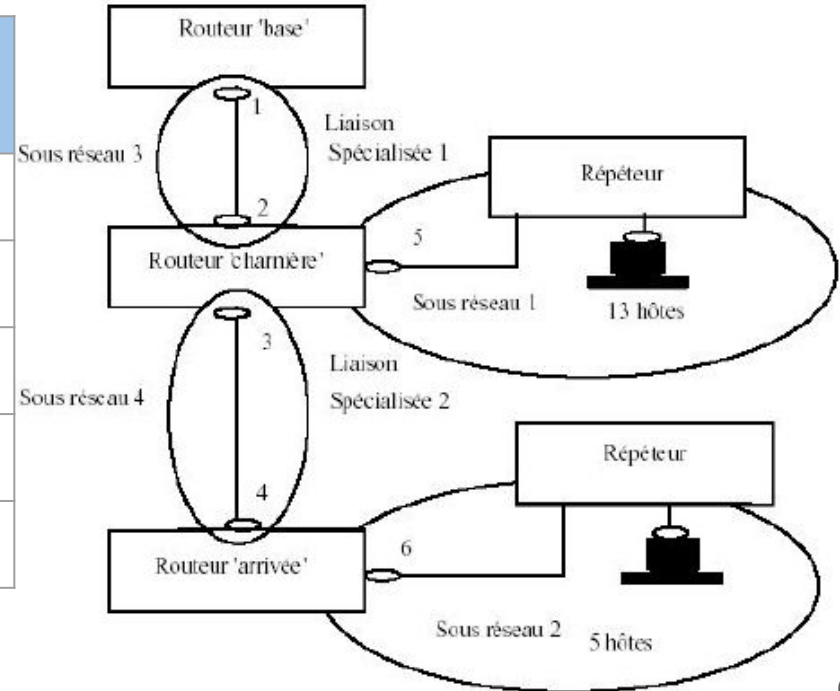 Routeur 'base'
1
Liaison
Spécialisée 1
Sous réseau 3
2
Répéteur
5
Routeur 'charnière'
Sous réseau 1
13 hôtes
3
Liaison
Spécialisée 2
Sous réseau 4
4
Répéteur
6
Routeur 'arrivée'
Sous réseau 2
5 hôtes